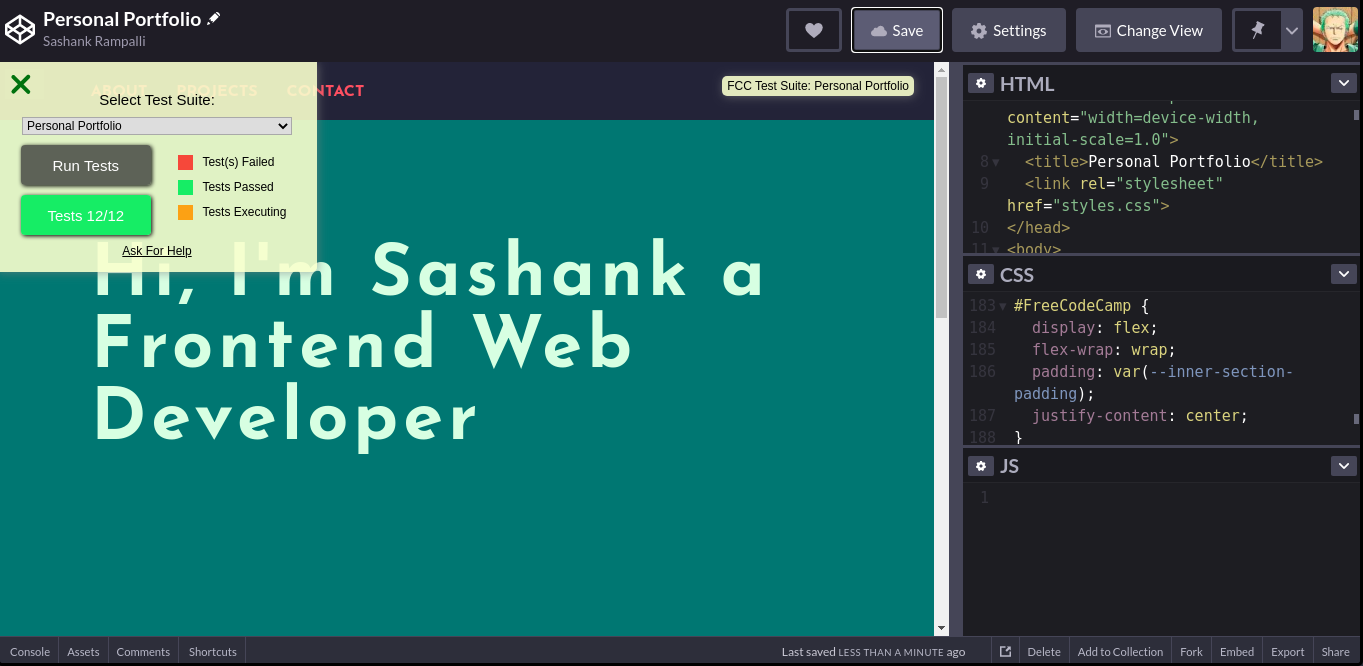 Personal Portfolio
Sashank Rampalli
Save
Settings
Change View
ABOUT PROJECTS CONTACT
FCC Test Suite: Personal Portfolio
Select Test Suite:
Personal Portfolio
Run Tests
Tests 12/12
Test(s) Failed
Tests Passed
Tests Executing
Ask For Help
Hi, I'm Sashank a
Frontend Web
Developer
HTML
content="width=device-width,
initial-scale=1.0">
8 <title>Personal Portfolio</title>
9 <link rel="stylesheet"
href="styles.css">
10 </head>
11 <body>
CSS
183 #FreeCodeCamp {
184 display: flex;
185 flex-wrap: wrap;
186 padding: var(--inner-section-
padding);
187 justify-content: center;
188 }
JS
1
Console Assets Comments Shortcuts
Last saved LESS THAN A MINUTE ago
Delete Add to Collection Fork Embed Export Share